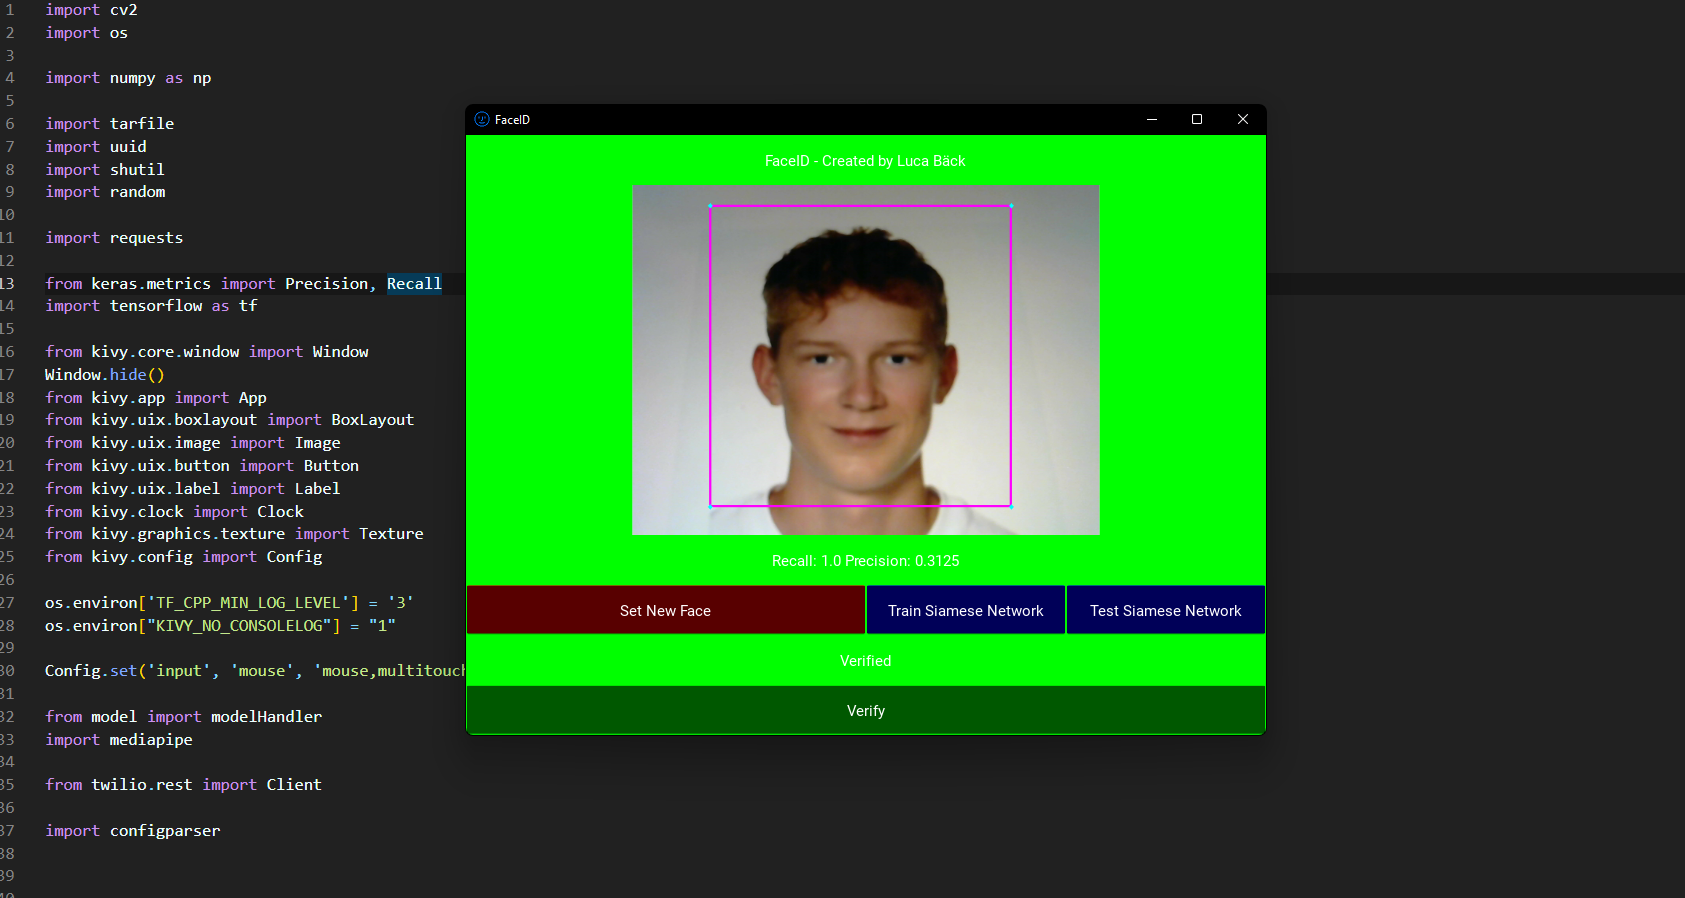 1 import cv2
2 import os
3
4 import numpy as np
5
6 import tarfile
7 import uuid
8 import shutil
9 import random
10
11 import requests
12
13 from keras.metrics import Precision, Recall
14 import tensorflow as tf
15
16 from kivy.core.window import Window
17 Window.hide()
18 from kivy.app import App
19 from kivy.uix.boxlayout import BoxLayout
20 from kivy.uix.image import Image
21 from kivy.uix.button import Button
22 from kivy.uix.label import Label
23 from kivy.clock import Clock
24 from kivy.graphics.texture import Texture
25 from kivy.config import Config
26
27 os.environ['TF_CPP_MIN_LOG_LEVEL'] = '3'
28 os.environ["KIVY_NO_CONSOLELOG"] = "1"
29
30 Config.set('input', 'mouse', 'mouse,multitouch
31
32 from model import modelHandler
33 import mediapipe
34
35 from twilio.rest import Client
36
37 import configparser
38
39
40
FaceID
FaceID - Created by Luca Bäck
Recall: 1.0 Precision: 0.3125
Set New Face
Train Siamese Network
Test Siamese Network
Verified
Verify